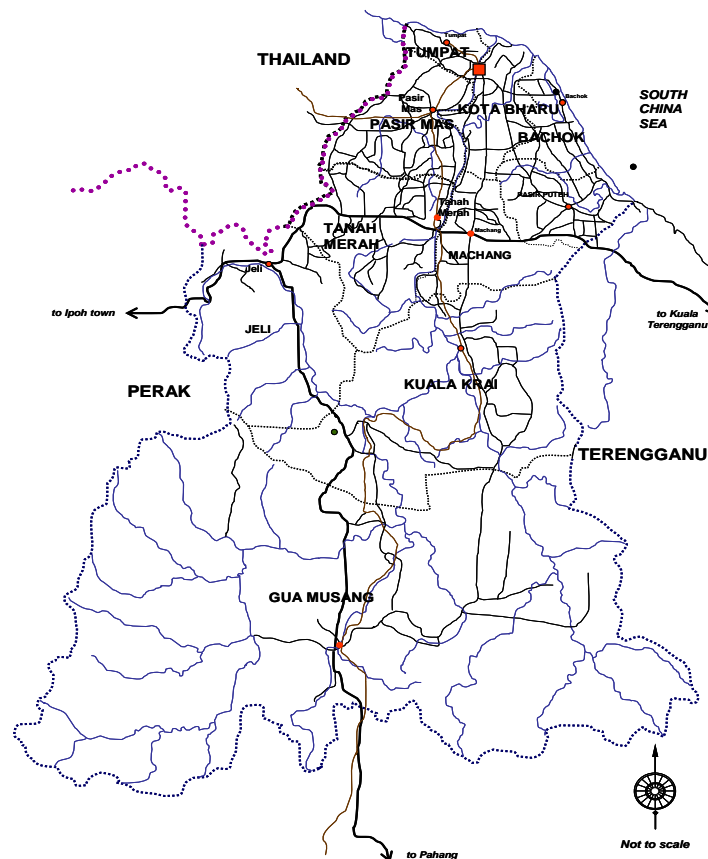 Tumpat
TUMPAT
THAILAND
SOUTH
CHINA
SEA
Pasir
Mas
Bachok
KOTA BHARU
PASIR MAS
BACHOK
PASIR PUTEH
Tanah
Merah
TANAH
MERAH
Machang
MACHANG
Jeli
to Ipoh town
to Kuala
Terengganu
JELI
KUALA KRAI
PERAK
TERENGGANU
GUA MUSANG
Not to scale
to Pahang